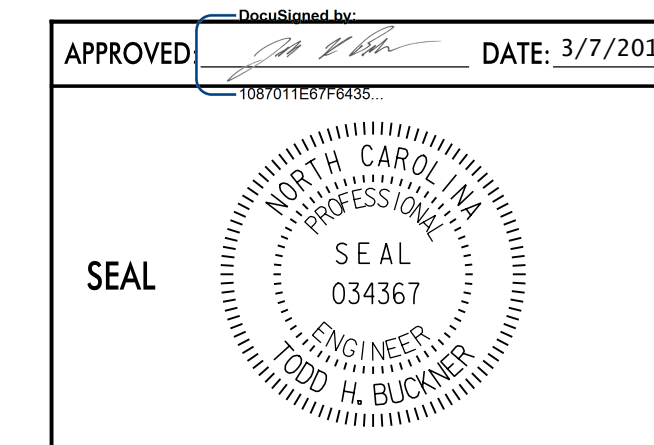 DocuSigned by:
APPROVED: DATE: 3/7/201
1087011E67F6435...
NORTH CAROLINA
PROFESSIONAL
SEAL
SEAL
034367
ENGINEER
TODD H. BUCKNER